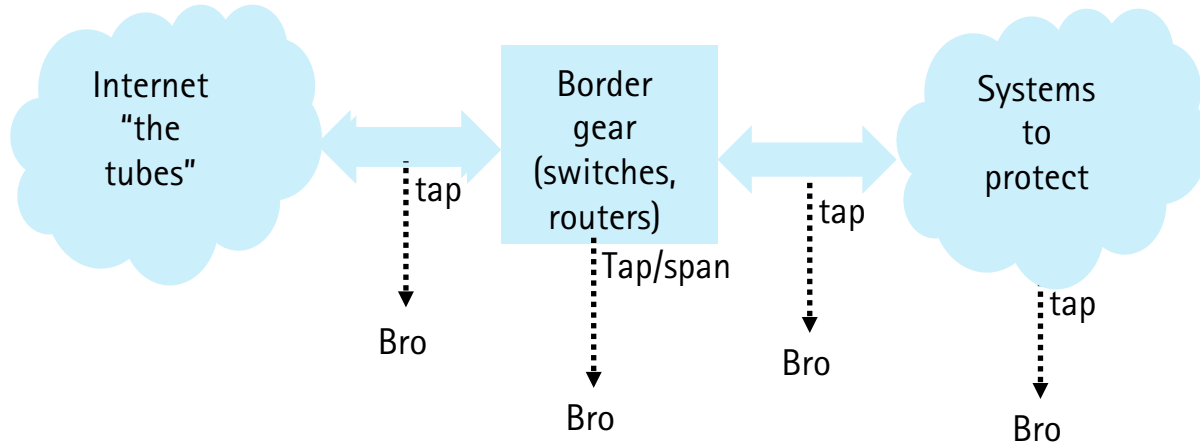 Internet
“the
tubes”
Border
gear
(switches,
routers)
Systems
to
protect
tap
Tap/span
tap
tap
Bro
Bro
Bro
Bro